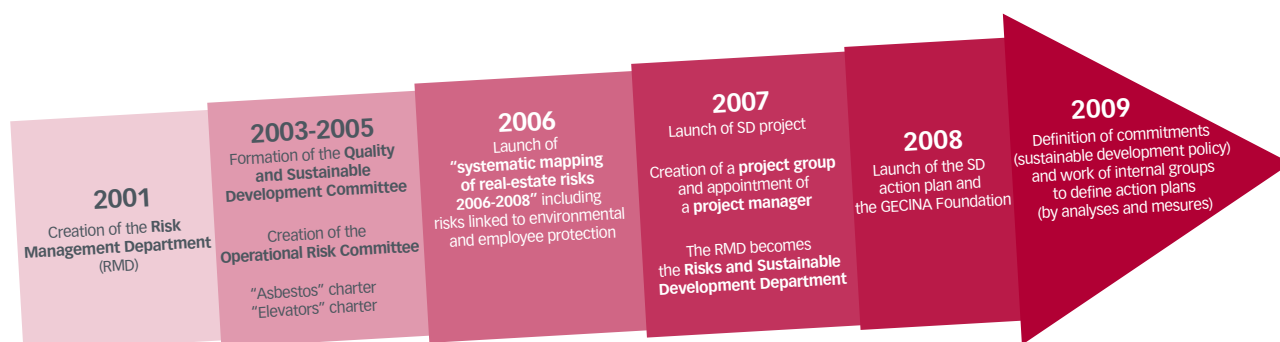 2001
Creation of the Risk
Management Department
(RMD)
2003-2005
Formation of the Quality
and Sustainable
Development Committee
Creation of the
Operational Risk Committee
“Asbestos” charter
“Elevators” charter
2006
Launch of
“systematic mapping
of real-estate risks
2006-2008” including
risks linked to environmental
and employee protection
2007
Launch of SD project
Creation of a project group
and appointment of
a project manager
The RMD becomes
the Risks and Sustainable
Development Department
2008
Launch of the SD
action plan and
the GECINA Foundation
2009
Definition of commitments
(sustainable development policy)
and work of internal groups
to define action plans
(by analyses and mesures)